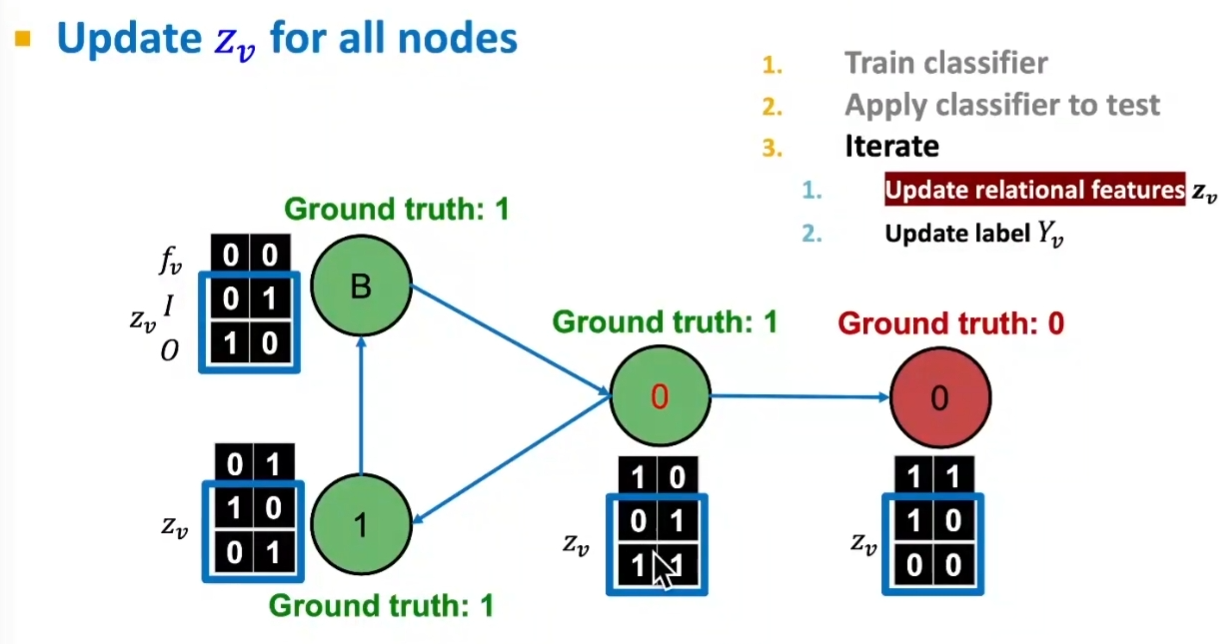 Update z_v for all nodes
1. Train classifier
2. Apply classifier to test
3. Iterate
1. Update relational features z_v
2. Update label Y_v
Ground truth: 1
f_v 0 0
z_v I 0 1
O 1 0
B
Ground truth: 1
0
Ground truth: 0
0
0 1
z_v 1 0
0 1
1
Ground truth: 1
1 0
z_v 0 1
1 1
1 1
z_v 1 0
0 0